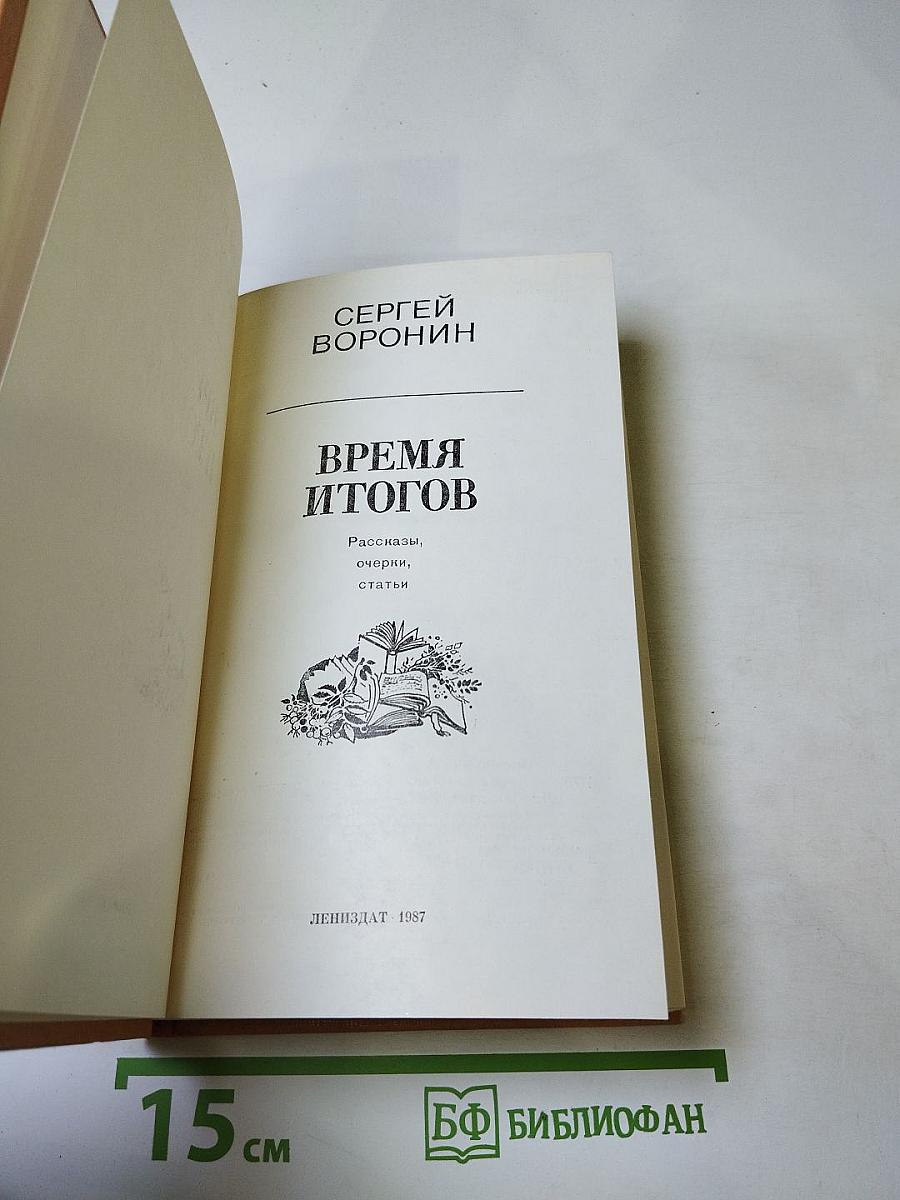 СЕРГЕЙ
ВОРОНИН
ВРЕМЯ
ИТОГОВ
Рассказы,
очерки,
статьи
ЛЕНИЗДАТ · 1987
15 см
БФ БИБЛИОФАН